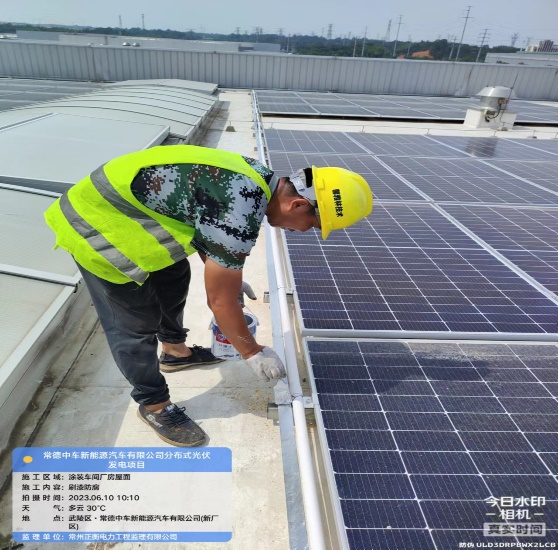 常德中车新能源汽车有限公司分布式光伏
发电项目
施工区域：涂装车间厂房屋面
施工内容：刷漆防腐
拍摄时间：2023.06.10 10:10
天 气：多云 30℃
地 点：武陵区·常德中车新能源汽车有限公司(新厂
区)
监理单位：常州正衡电力工程监理有限公司
今日水印
相机
真实时间
防伪 ULD3DRPBWX2LCB